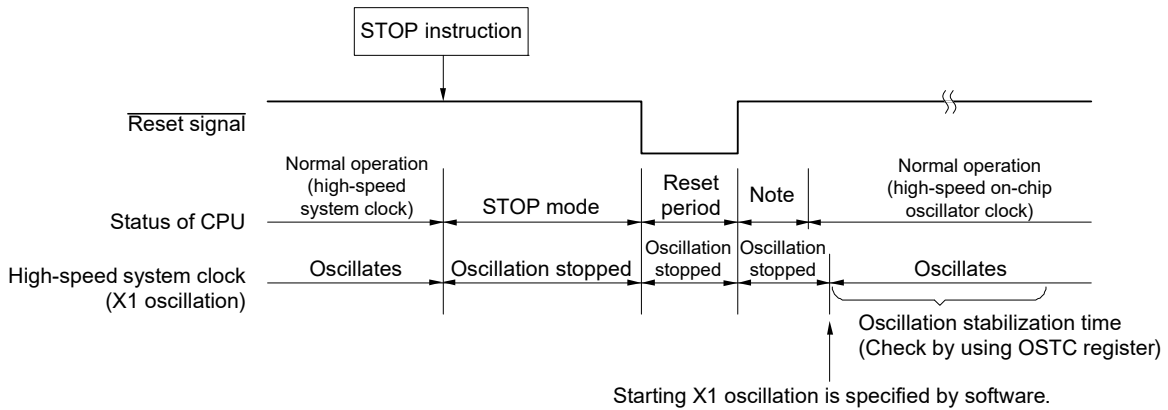 STOP instruction
Reset signal
Normal operation
(high-speed
system clock)
Status of CPU
STOP mode
Reset
period
Note
Normal operation
(high-speed on-chip
oscillator clock)
High-speed system clock
(X1 oscillation)
Oscillates
Oscillation stopped
Oscillation
stopped
Oscillation
stopped
Oscillates
Oscillation stabilization time
(Check by using OSTC register)
Starting X1 oscillation is specified by software.